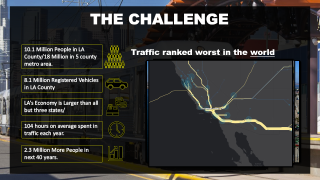 THE CHALLENGE
10.1 Million People in LA
County/18 Million in 5 county
metro area.
8.1 Million Registered Vehicles
in LA County
LA's Economy is Larger than all
but three states/
104 hours on average spent in
traffic each year.
2.3 Million More People in
next 40 years.
Traffic ranked worst in the world